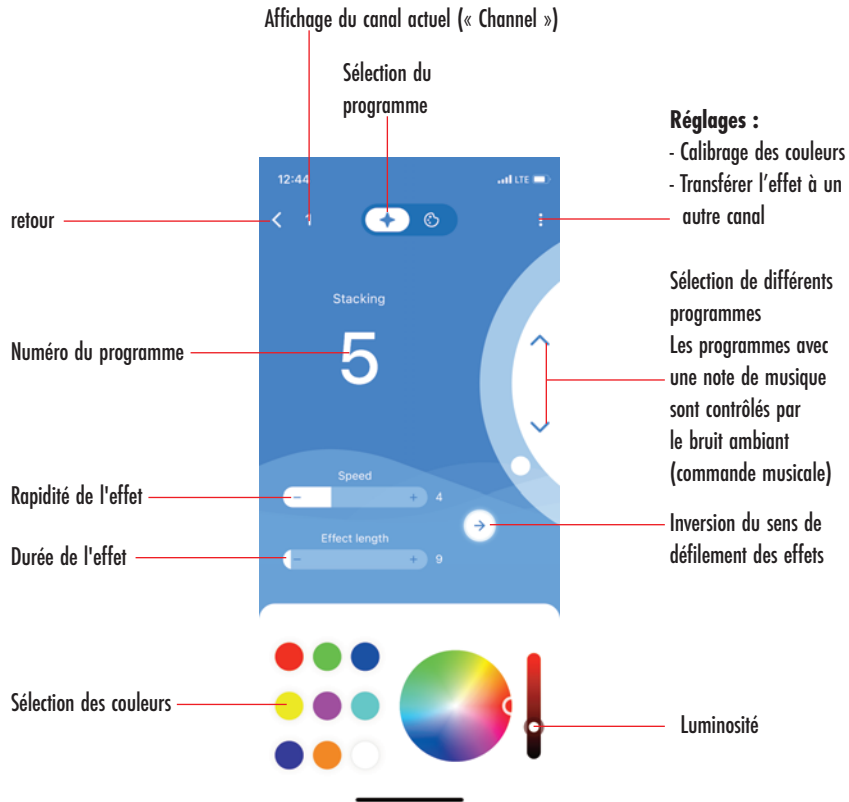 Affichage du canal actuel (« Channel »)
Sélection du
programme
Réglages :
- Calibrage des couleurs
- Transférer l’effet à un
autre canal
12:44
LTE
retour
1
Stacking
5
Numéro du programme
Sélection de différents
programmes
Les programmes avec
une note de musique
sont contrôlés par
le bruit ambiant
(commande musicale)
Speed
Rapidité de l'effet
- + 4
Inversion du sens de
défilement des effets
Effect length
Durée de l'effet
- + 9
Sélection des couleurs
Luminosité